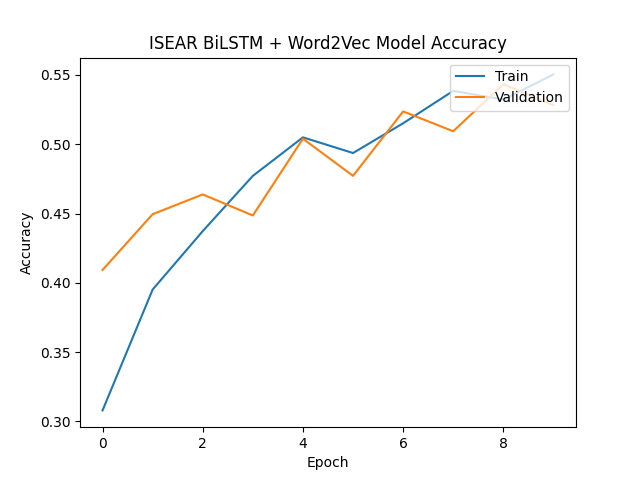 ISEAR BiLSTM + Word2Vec Model Accuracy
Train
Validation
0.55
0.50
0.45
0.40
0.35
0.30
Accuracy
0 2 4 6 8
Epoch